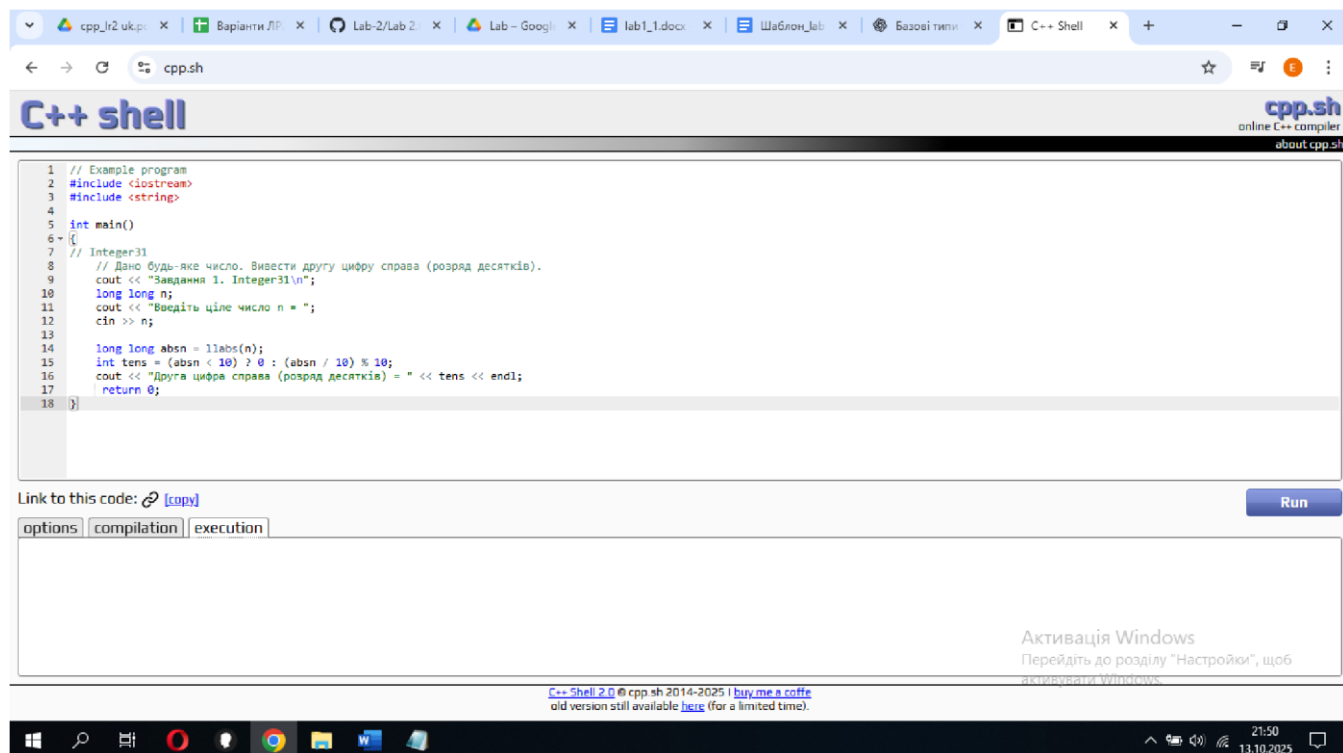 cpp_lr2 uk.p
Варіанти ЛР
Lab-2/Lab 2.
Lab – Google
lab1_1.docx
Шаблон_lab
Базові типи
C++ Shell
cpp.sh
E
C++ shell
cpp.sh
online C++ compiler
about cpp.sh
1 // Example program
2 #include <iostream>
3 #include <string>
4
5 int main()
6 {
7 // Integer31
8 // Дано будь-яке число. Вивести другу цифру справа (розряд десятків).
9 cout << "Завдання 1. Integer31\n";
10 long long n;
11 cout << "Введіть ціле число n = ";
12 cin >> n;
13
14 long long absn = llabs(n);
15 int tens = (absn < 10) ? 0 : (absn / 10) % 10;
16 cout << "Друга цифра справа (розряд десятків) = " << tens << endl;
17 return 0;
18 }
Link to this code: [copy]
Run
options compilation execution
Активація Windows
Перейдіть до розділу "Настройки", щоб
активувати Windows.
C++ Shell 2.0 © cpp.sh 2014-2025 | buy me a coffe
old version still available here (for a limited time).
21:50
13.10.2025